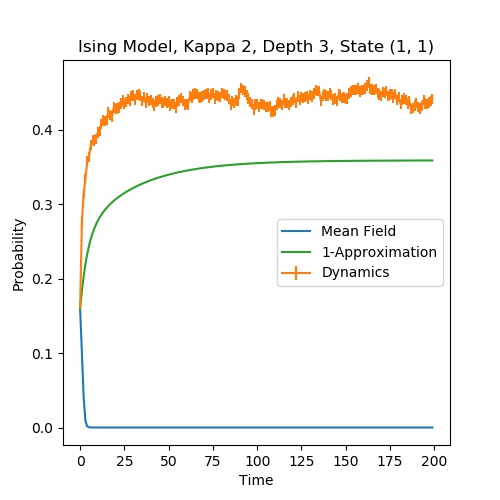 Ising Model, Kappa 2, Depth 3, State (1, 1)
Probability
0.4
0.3
0.2
0.1
0.0
Mean Field
1-Approximation
Dynamics
0 25 50 75 100 125 150 175 200
Time